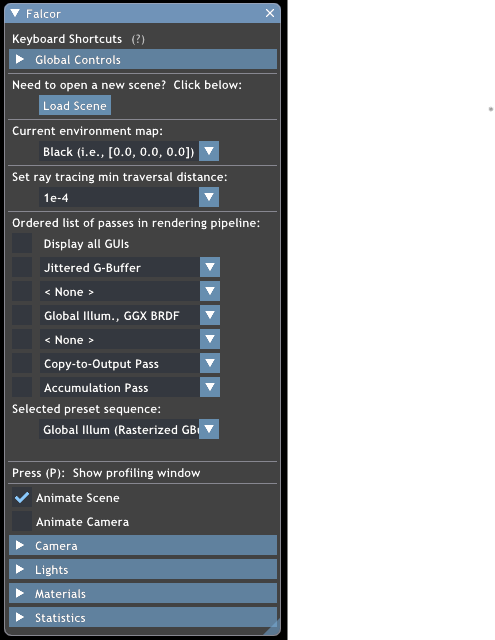 Falcor
Keyboard Shortcuts (?)
Global Controls
Need to open a new scene? Click below:
Load Scene
Current environment map:
Black (i.e., [0.0, 0.0, 0.0])
Set ray tracing min traversal distance:
1e-4
Ordered list of passes in rendering pipeline:
Display all GUIs
Jittered G-Buffer
< None >
Global Illum., GGX BRDF
< None >
Copy-to-Output Pass
Accumulation Pass
Selected preset sequence:
Global Illum (Rasterized GBu
Press (P): Show profiling window
Animate Scene
Animate Camera
Camera
Lights
Materials
Statistics